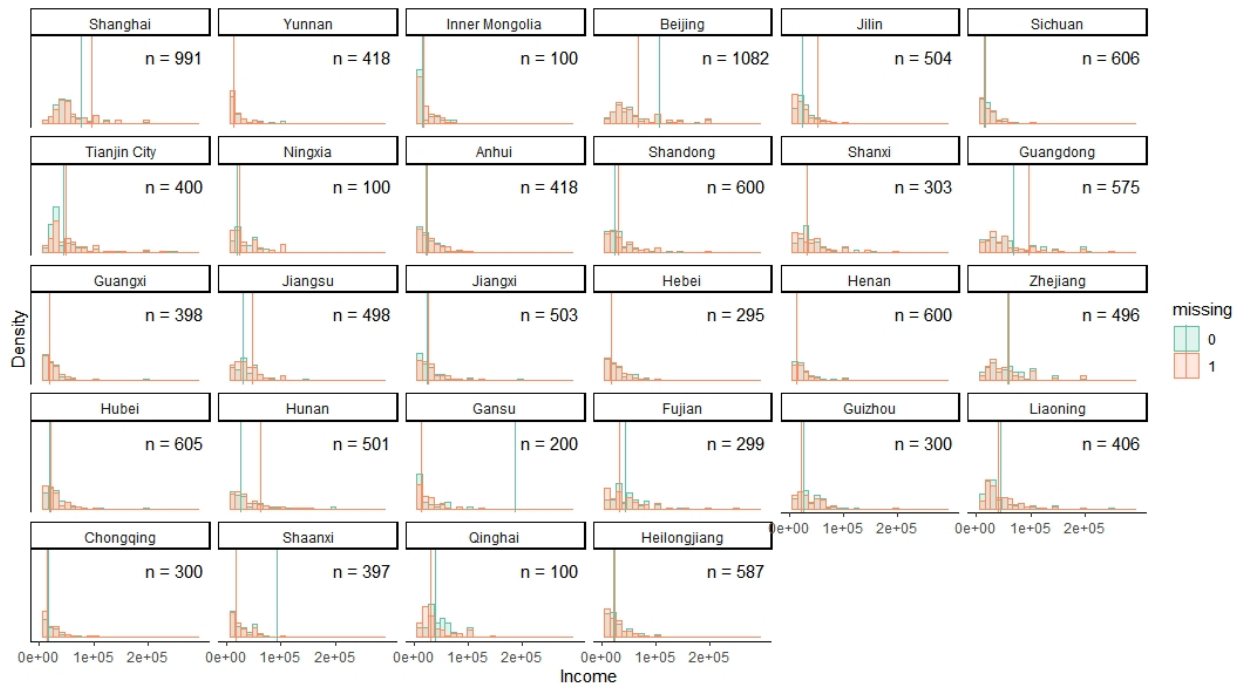 Shanghai Yunnan Inner Mongolia Beijing Jilin Sichuan
n = 991 n = 418 n = 100 n = 1082 n = 504 n = 606
Tianjin City Ningxia Anhui Shandong Shanxi Guangdong
n = 400 n = 100 n = 418 n = 600 n = 303 n = 575
Guangxi Jiangsu Jiangxi Hebei Henan Zhejiang
n = 398 n = 498 n = 503 n = 295 n = 600 n = 496
Density
missing
0
1
Hubei Hunan Gansu Fujian Guizhou Liaoning
n = 605 n = 501 n = 200 n = 299 n = 300 n = 406
0e+00 1e+05 2e+05 0e+00 1e+05 2e+05
Chongqing Shaanxi Qinghai Heilongjiang
n = 300 n = 397 n = 100 n = 587
0e+00 1e+05 2e+05 0e+00 1e+05 2e+05 0e+00 1e+05 2e+05 0e+00 1e+05 2e+05
Income